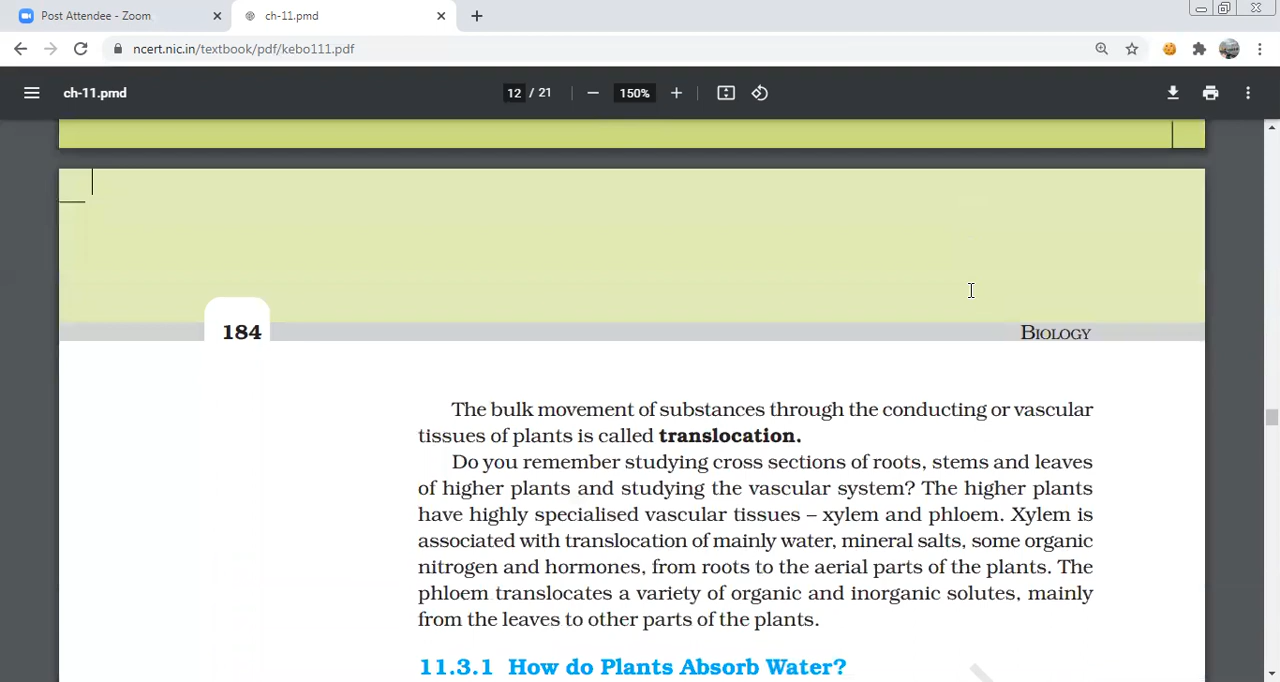 Post Attendee - Zoom
ch-11.pmd
ncert.nic.in/textbook/pdf/kebo111.pdf
ch-11.pmd
12 / 21
150%
184
BIOLOGY
The bulk movement of substances through the conducting or vascular
tissues of plants is called translocation.
Do you remember studying cross sections of roots, stems and leaves
of higher plants and studying the vascular system? The higher plants
have highly specialised vascular tissues – xylem and phloem. Xylem is
associated with translocation of mainly water, mineral salts, some organic
nitrogen and hormones, from roots to the aerial parts of the plants. The
phloem translocates a variety of organic and inorganic solutes, mainly
from the leaves to other parts of the plants.
11.3.1 How do Plants Absorb Water?